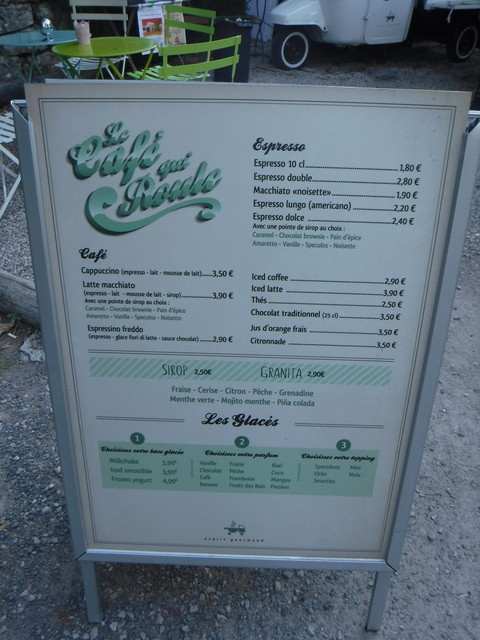 Le
Café qui
Roule
Espresso
Espresso 10 cl 1,80 €
Espresso double 2,80 €
Macchiato «noisette» 1,90 €
Espresso lungo (americano) 2,20 €
Espresso dolce 2,40 €
Avec une pointe de sirop au choix :
Caramel - Chocolat brownie - Pain d'épice
Amaretto - Vanille - Speculos - Noisette
Café
Cappuccino (espresso - lait - mousse de lait) 3,50 €
Latte macchiato
(espresso - lait - mousse de lait - sirop) 3,90 €
Avec une pointe de sirop au choix :
Caramel - Chocolat brownie - Pain d'épice
Amaretto - Vanille - Speculos - Noisette
Espressino freddo
(espresso - glace fiori di latte - sauce chocolat) 2,90 €
Iced coffee 2,90 €
Iced latte 3,90 €
Thés 2,50 €
Chocolat traditionnel (25 cl) 3,50 €
Jus d'orange frais 3,50 €
Citronnade 3,50 €
SIROP 2,50€ GRANITA 2,90€
Fraise - Cerise - Citron - Pêche - Grenadine
Menthe verte - Mojito menthe - Piña colada
Les Glacés
1 2 3
Choisissez votre base glacée
Milkshake 3,90€
Iced smoothie 3,90€
Frozen yogurt 4,00€
Choisissez votre parfum
Vanille Fraise Kiwi
Chocolat Pêche Coco
Café Framboise Mangue
Banane Fruits des Bois Passion
Choisissez votre topping
Speculoos Miel
Oréo Noix
Smarties
esprit gourmand